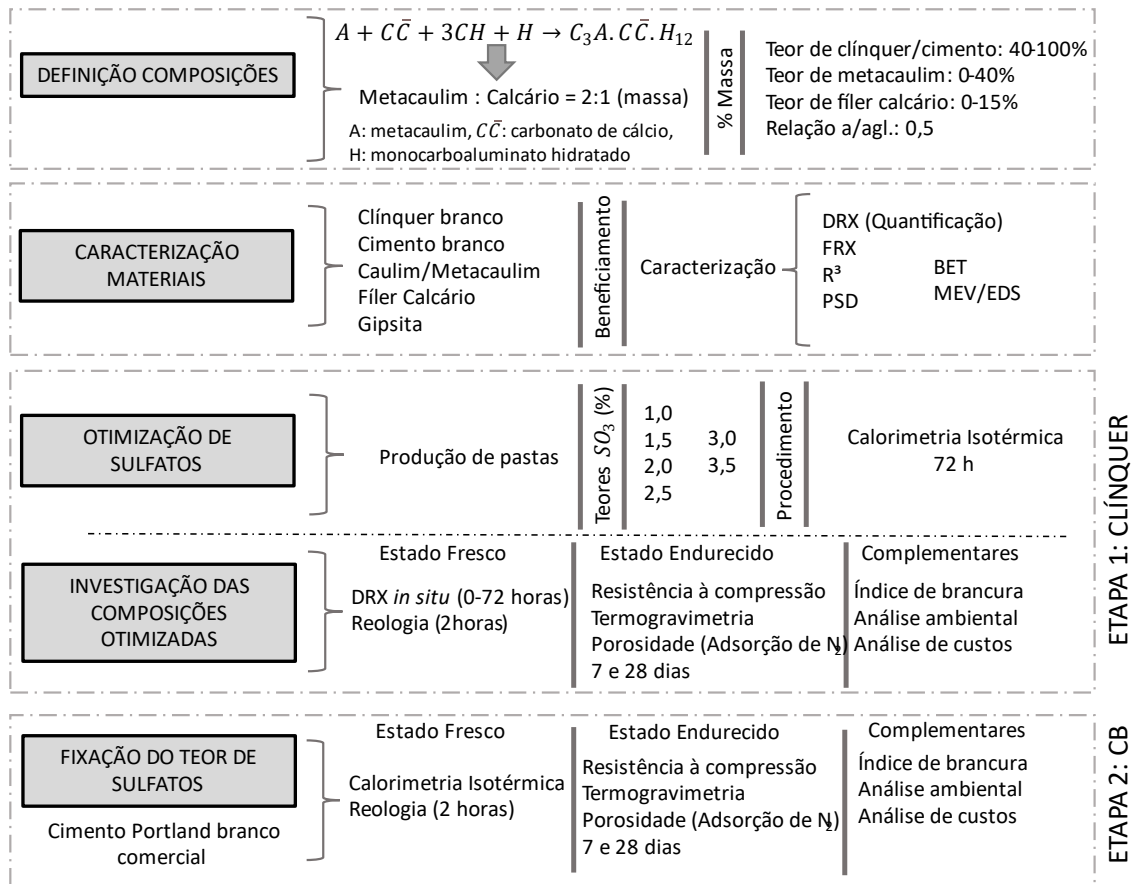 DEFINIÇÃO COMPOSIÇÕES
A + CC̄ + 3CH + H → C₃A.CC̄.H₁₂
Metacaulim : Calcário = 2:1 (massa)
A: metacaulim, CC̄: carbonato de cálcio,
H: monocarboaluminato hidratado
% Massa
Teor de clínquer/cimento: 40-100%
Teor de metacaulim: 0-40%
Teor de fíler calcário: 0-15%
Relação a/agl.: 0,5
CARACTERIZAÇÃO
MATERIAIS
Clínquer branco
Cimento branco
Caulim/Metacaulim
Fíler Calcário
Gipsita
Beneficiamento
Caracterização
DRX (Quantificação)
FRX
R³
PSD
BET
MEV/EDS
ETAPA 1: CLÍNQUER
OTIMIZAÇÃO DE
SULFATOS
Produção de pastas
Teores SO₃ (%)
1,0
1,5
2,0
2,5
3,0
3,5
Procedimento
Calorimetria Isotérmica
72 h
INVESTIGAÇÃO DAS
COMPOSIÇÕES
OTIMIZADAS
Estado Fresco
DRX in situ (0-72 horas)
Reologia (2horas)
Estado Endurecido
Resistência à compressão
Termogravimetria
Porosidade (Adsorção de N₂)
7 e 28 dias
Complementares
Índice de brancura
Análise ambiental
Análise de custos
ETAPA 2: CB
FIXAÇÃO DO TEOR DE
SULFATOS
Cimento Portland branco
comercial
Estado Fresco
Calorimetria Isotérmica
Reologia (2 horas)
Estado Endurecido
Resistência à compressão
Termogravimetria
Porosidade (Adsorção de N₂)
7 e 28 dias
Complementares
Índice de brancura
Análise ambiental
Análise de custos